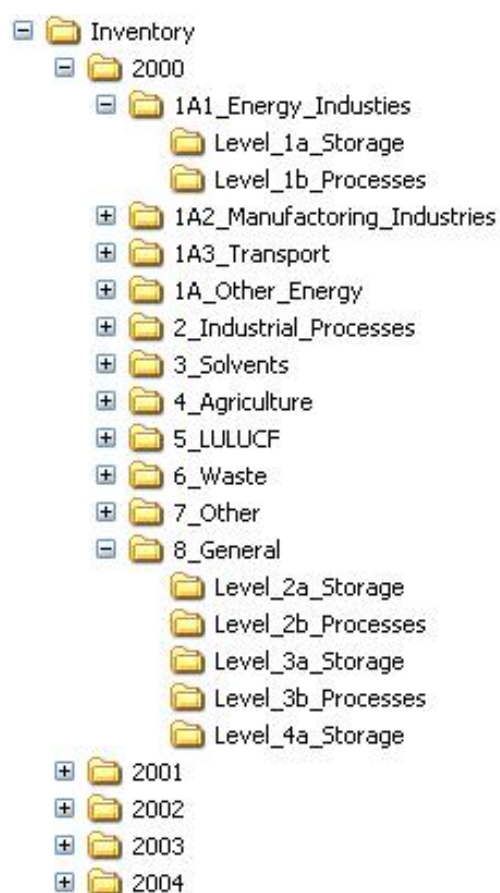 Inventory
2000
1A1_Energy_Industies
Level_1a_Storage
Level_1b_Processes
1A2_Manufactoring_Industries
1A3_Transport
1A_Other_Energy
2_Industrial_Processes
3_Solvents
4_Agriculture
5_LULUCF
6_Waste
7_Other
8_General
Level_2a_Storage
Level_2b_Processes
Level_3a_Storage
Level_3b_Processes
Level_4a_Storage
2001
2002
2003
2004